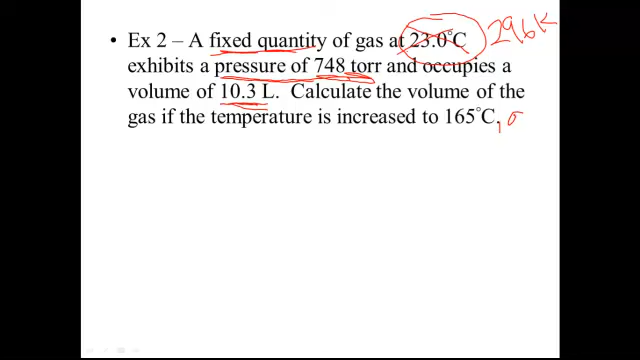 • Ex 2 – A fixed quantity of gas at 23.0°C 296K
exhibits a pressure of 748 torr and occupies a
volume of 10.3 L. Calculate the volume of the
gas if the temperature is increased to 165°C,